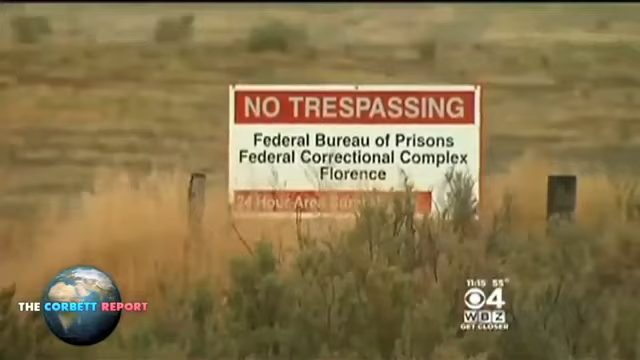 NO TRESPASSING
Federal Bureau of Prisons
Federal Correctional Complex
Florence
24 Hour Area
THE CORBETT REPORT
11:15 55°
4
WBZ
GET CLOSER